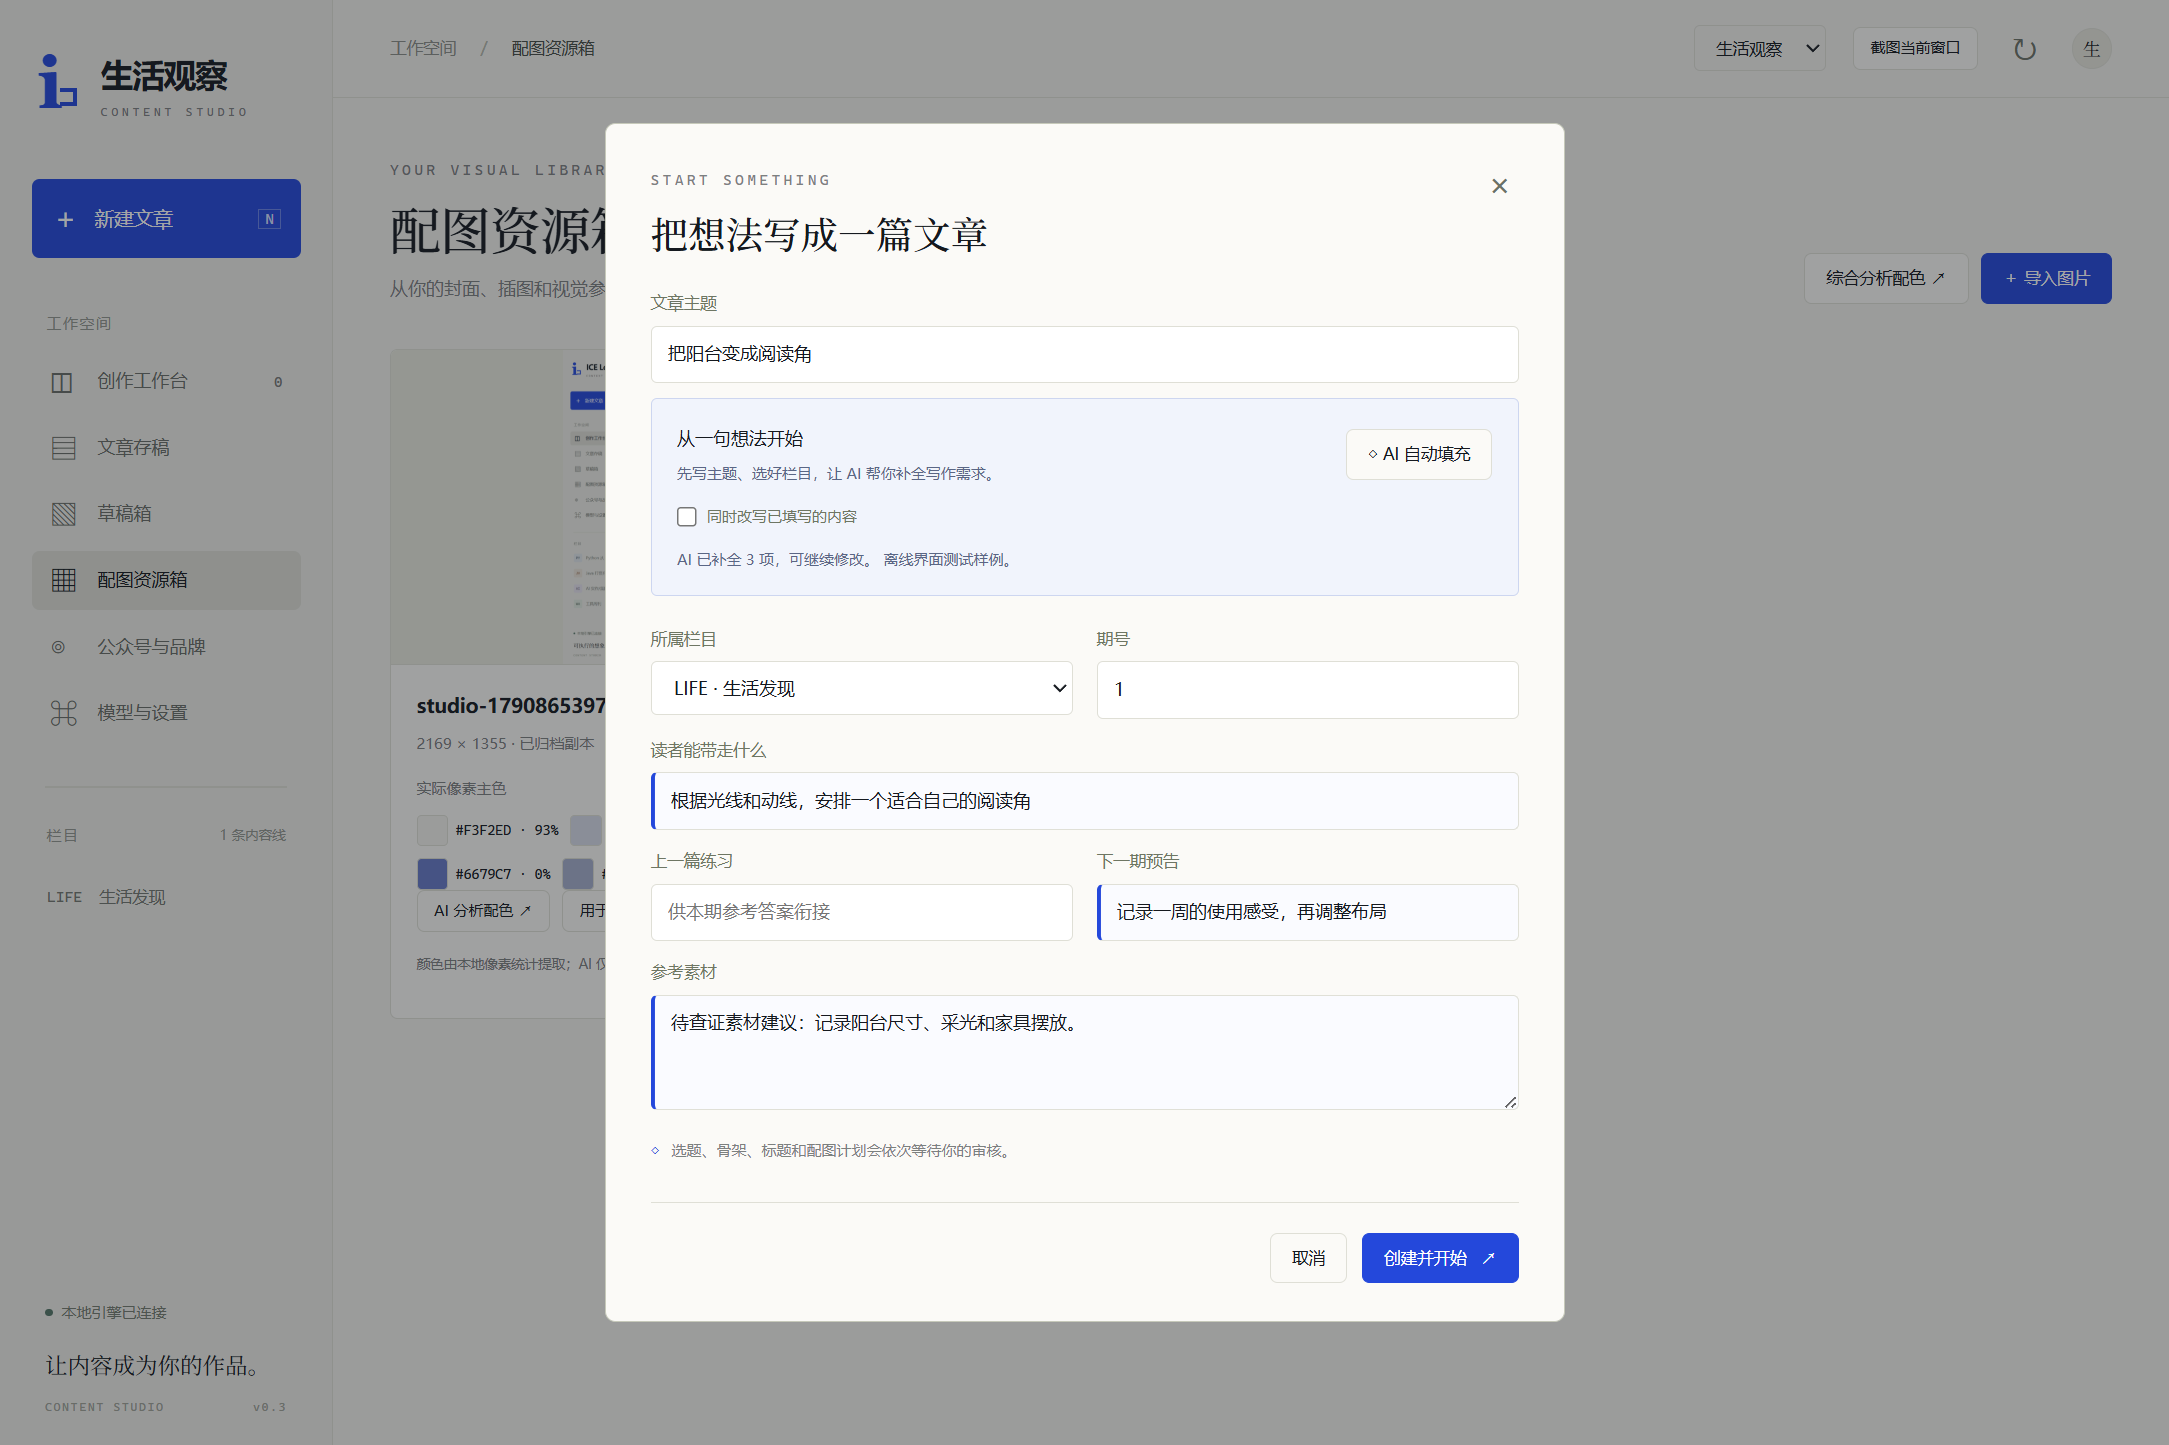 生活观察
CONTENT STUDIO
+ 新建文章 N
工作空间
创作工作台 0
文章存稿
草稿箱
配图资源箱
公众号与品牌
模型与设置
栏目 1 条内容线
LIFE 生活发现
本地引擎已连接
让内容成为你的作品。
CONTENT STUDIO v0.3
工作空间 / 配图资源箱
生活观察
截图当前窗口
生
YOUR VISUAL LIBRAR
配图资源
从你的封面、插图和视觉参
综合分析配色 ↗
+ 导入图片
studio-1790865397
2169 × 1355 · 已归档副本
实际像素主色
#F3F2ED · 93%
#6679C7 · 0%
AI 分析配色 ↗
用于
颜色由本地像素统计提取；AI 仅
START SOMETHING
×
把想法写成一篇文章
文章主题
把阳台变成阅读角
从一句想法开始
先写主题、选好栏目，让 AI 帮你补全写作需求。
◇ AI 自动填充
同时改写已填写的内容
AI 已补全 3 项，可继续修改。 离线界面测试样例。
所属栏目
LIFE · 生活发现
期号
1
读者能带走什么
根据光线和动线，安排一个适合自己的阅读角
上一篇练习
供本期参考答案衔接
下一期预告
记录一周的使用感受，再调整布局
参考素材
待查证素材建议：记录阳台尺寸、采光和家具摆放。
◇ 选题、骨架、标题和配图计划会依次等待你的审核。
取消
创建并开始 ↗